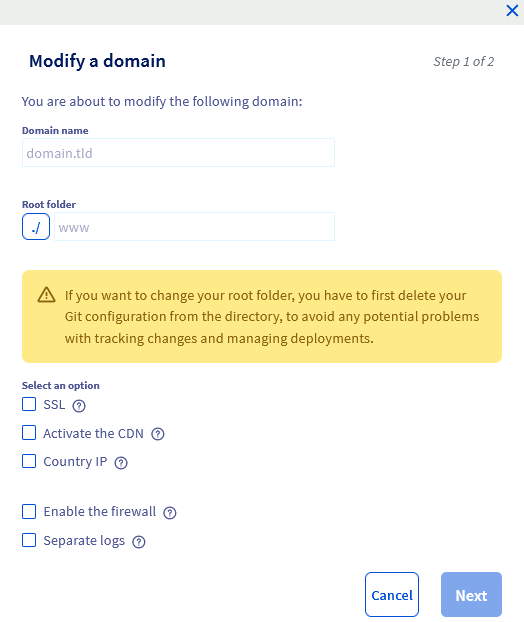 Modify a domain
Step 1 of 2
You are about to modify the following domain:
Domain name
domain.tld
Root folder
./ www
If you want to change your root folder, you have to first delete your
Git configuration from the directory, to avoid any potential problems
with tracking changes and managing deployments.
Select an option
SSL ?
Activate the CDN ?
Country IP ?
Enable the firewall ?
Separate logs ?
Cancel Next